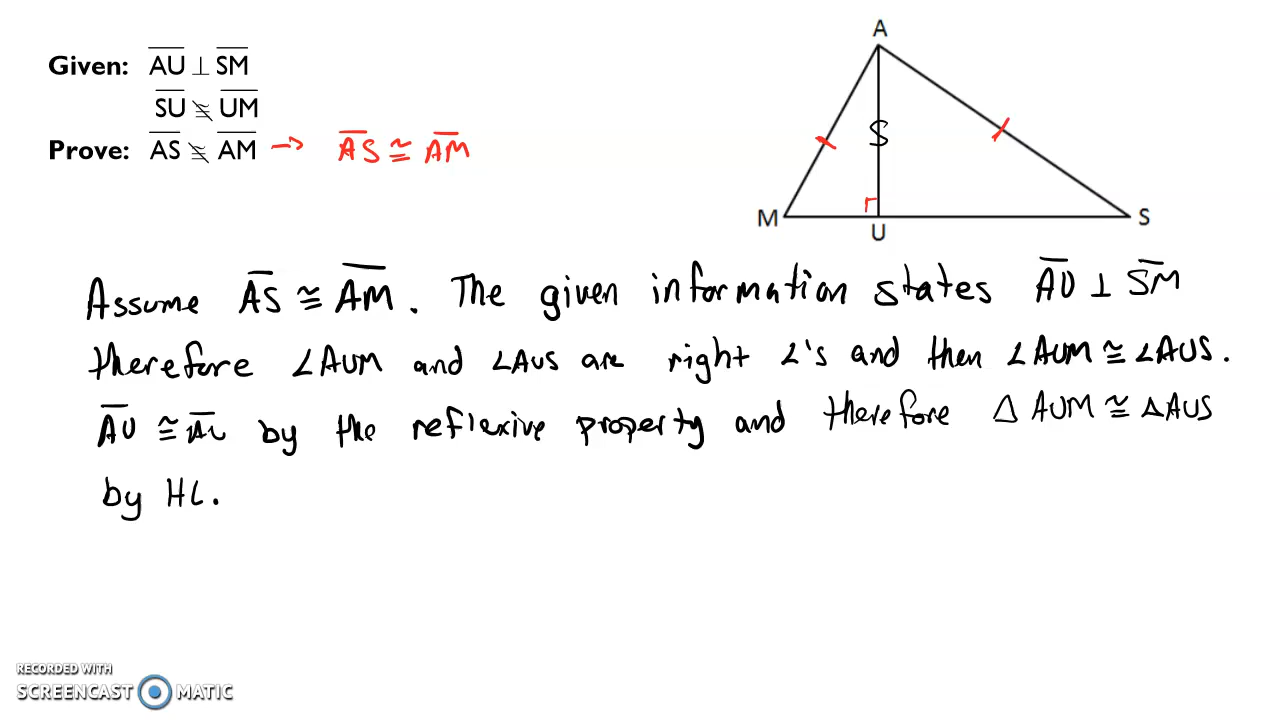 Given: AU ⊥ SM
SU ≇ UM
Prove: AS ≇ AM → AS ≅ AM
A
S
M
U
S
Assume AS ≅ AM. The given information states AU ⊥ SM
therefore ∠AUM and ∠AUS are right ∠'s and then ∠AUM ≅ ∠AUS.
AU ≅ AU by the reflexive property and therefore △AUM ≅ △AUS
by HL.
RECORDED WITH
SCREENCAST MATIC